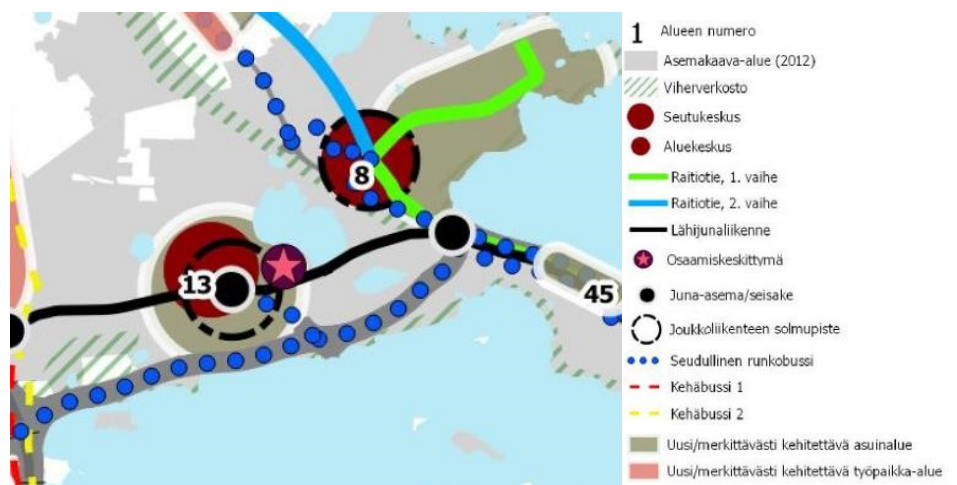 8
13
45
1 Alueen numero
Asemakaava-alue (2012)
Viherverkosto
Seutukeskus
Aluekeskus
Raitiotie, 1. vaihe
Raitiotie, 2. vaihe
Lähijunaliikenne
Osaamiskeskittymä
Juna-asema/seisake
Joukkoliikenteen solmupiste
Seudullinen runkobussi
Kehäbussi 1
Kehäbussi 2
Uusi/merkittävästi kehitettävä asuinalue
Uusi/merkittävästi kehitettävä työpaikka-alue